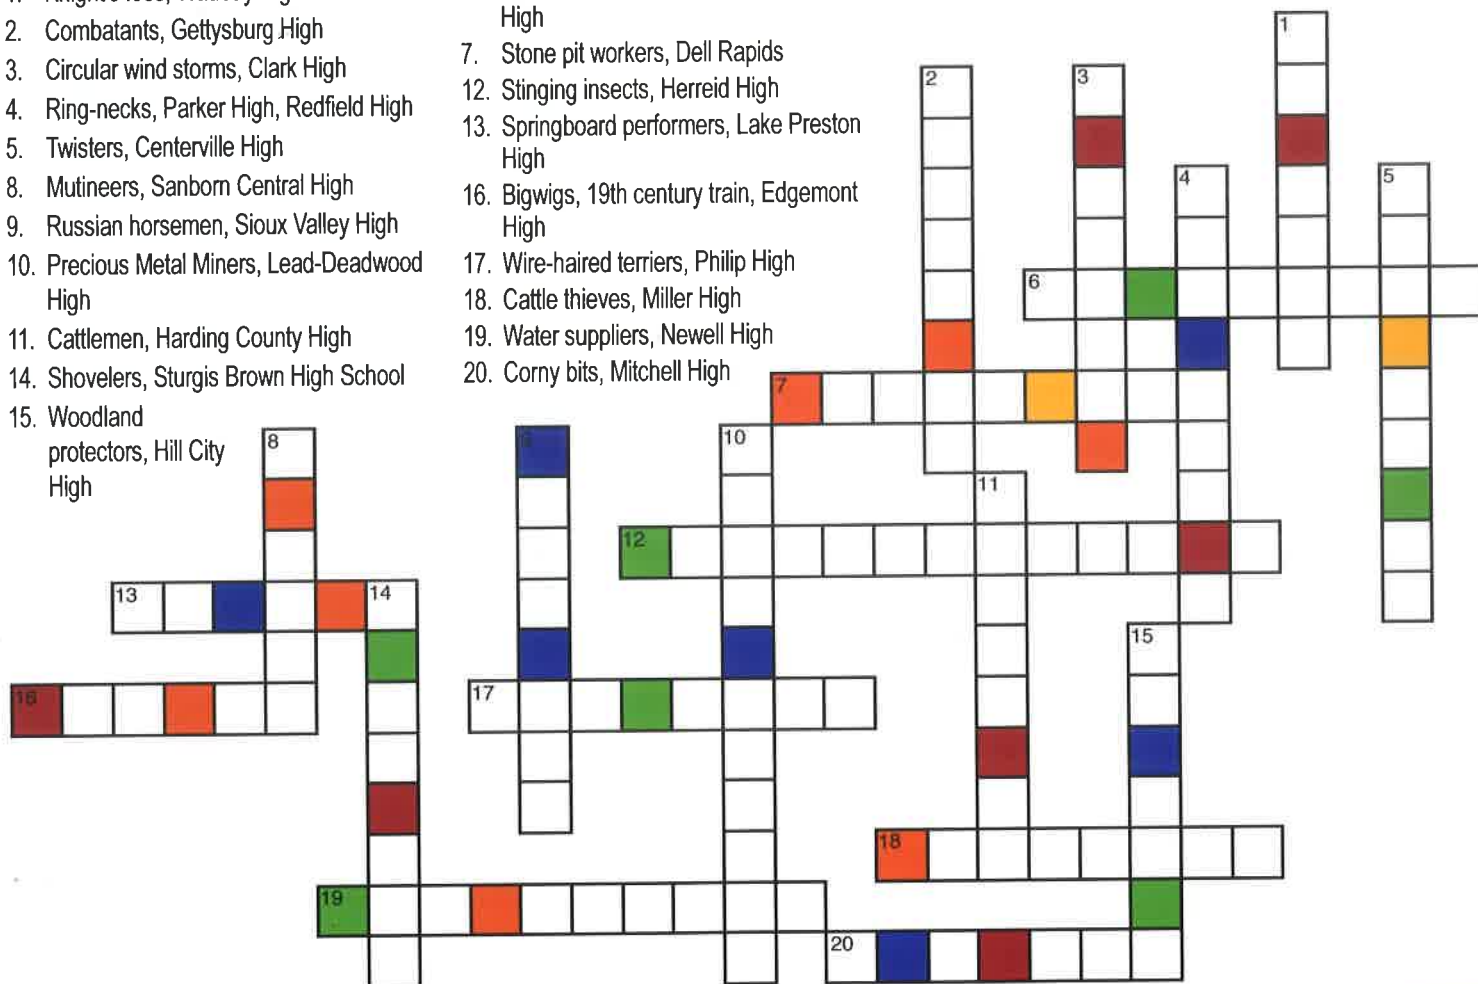 Knight's foes,
2. Combatants, Gettysburg High
3. Circular wind storms, Clark High
4. Ring-necks, Parker High, Redfield High
5. Twisters, Centerville High
8. Mutineers, Sanborn Central High
9. Russian horsemen, Sioux Valley High
10. Precious Metal Miners, Lead-Deadwood
High
11. Cattlemen, Harding County High
14. Shovelers, Sturgis Brown High School
15. Woodland
protectors, Hill City
High
High
7. Stone pit workers, Dell Rapids
12. Stinging insects, Herreid High
13. Springboard performers, Lake Preston
High
16. Bigwigs, 19th century train, Edgemont
High
17. Wire-haired terriers, Philip High
18. Cattle thieves, Miller High
19. Water suppliers, Newell High
20. Corny bits, Mitchell High
1
2
3
4
5
6
7
8
9
10
11
12
13
14
15
16
17
18
19
20